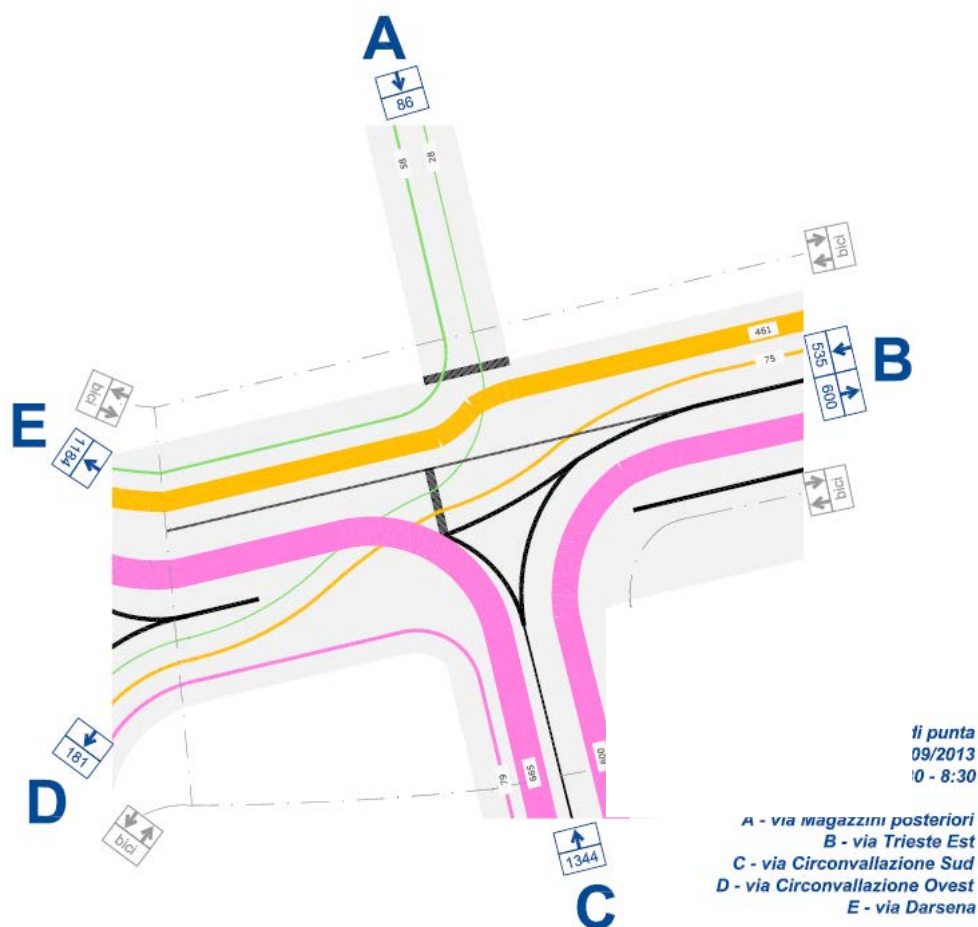 A
86
58
28
bici
461
75
535
600
B
bici
E
1184
bici
bici
D
181
79
665
600
1344
C
di punta
09/2013
0 - 8:30
A - via Magazzini posteriori
B - via Trieste Est
C - via Circonvallazione Sud
D - via Circonvallazione Ovest
E - via Darsena